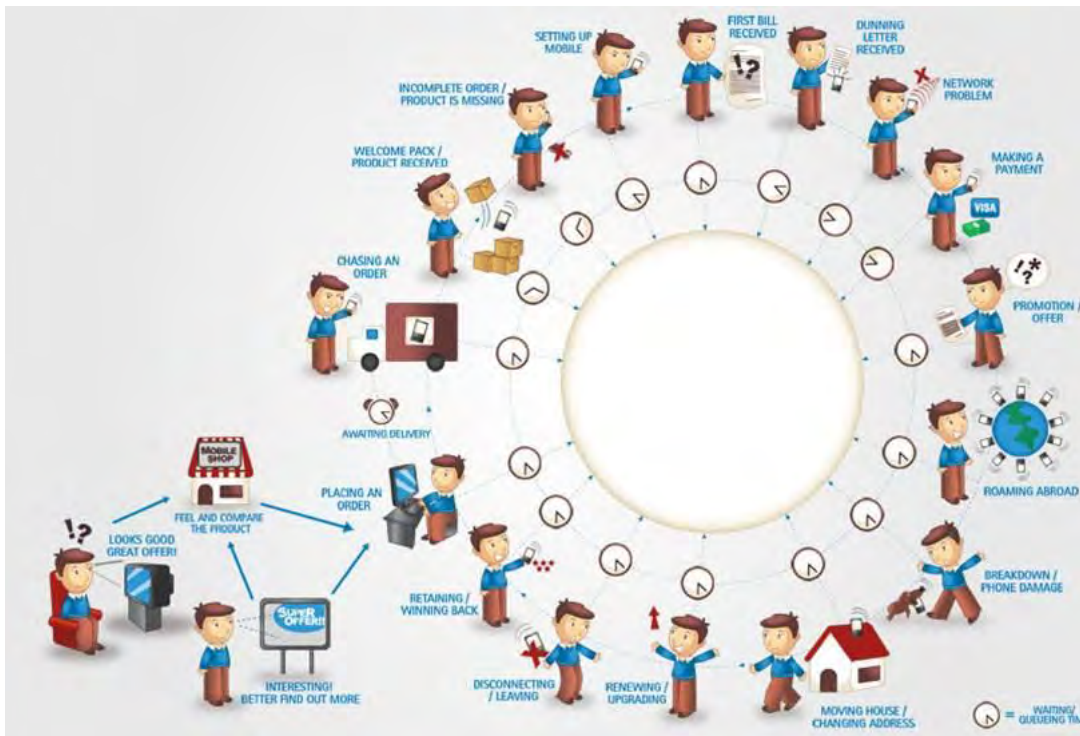 FIRST BILL
RECEIVED
DUNNING
LETTER
RECEIVED
SETTING UP
MOBILE
!?
NETWORK
PROBLEM
INCOMPLETE ORDER /
PRODUCT IS MISSING
MAKING A
PAYMENT
VISA
WELCOME PACK /
PRODUCT RECEIVED
!?*
PROMOTION /
OFFER
CHASING AN
ORDER
AWAITING DELIVERY
ROAMING ABROAD
MOBILE
SHOP
FEEL AND COMPARE
THE PRODUCT
PLACING AN
ORDER
!?
LOOKS GOOD
GREAT OFFER!
BREAKDOWN /
PHONE DAMAGE
RETAINING /
WINNING BACK
SUPER
OFFER!!
INTERESTING!
BETTER FIND OUT MORE
DISCONNECTING
/ LEAVING
RENEWING /
UPGRADING
MOVING HOUSE /
CHANGING ADDRESS
= WAITING/
QUEUEING TIM